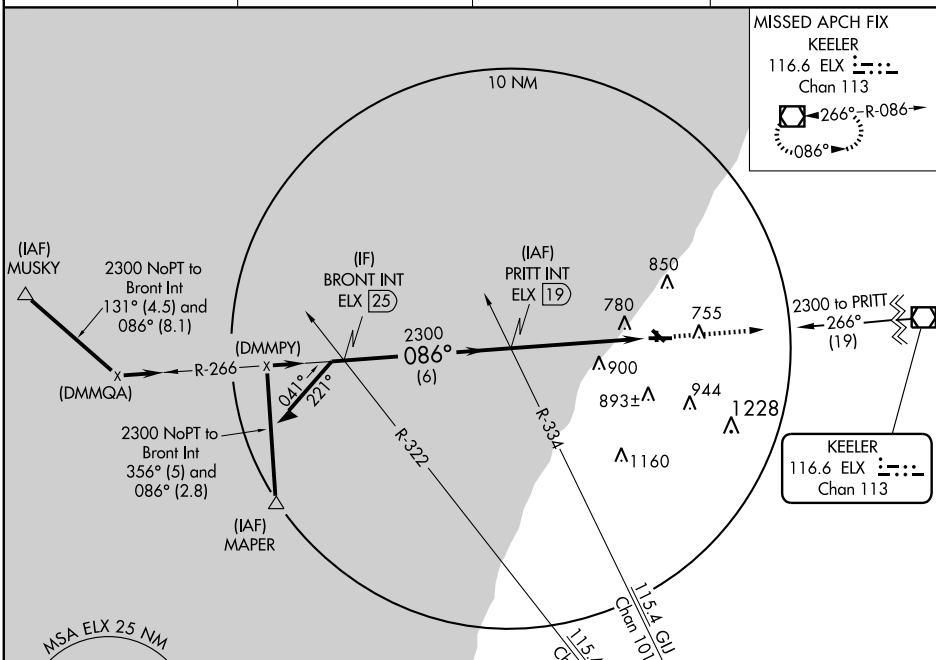 MISSED APCH FIX
KEELER
116.6 ELX
Chan 113
266°
R-086
086°
10 NM
(IAF)
MUSKY
2300 NoPT to
Bront Int
131° (4.5) and
086° (8.1)
(IF)
BRONT INT
ELX 25
(IAF)
PRITT INT
ELX 19
850
780
755
2300 to PRITT
266°
(19)
2300
086°
(6)
(DMMPY)
R-266
(DMMQA)
041°
221°
900
893±
944
1228
1160
2300 NoPT to
Bront Int
356° (5) and
086° (2.8)
(IAF)
MAPER
R-322
R-334
KEELER
116.6 ELX
Chan 113
115.4 GIJ
Chan 101
MSA ELX 25 NM